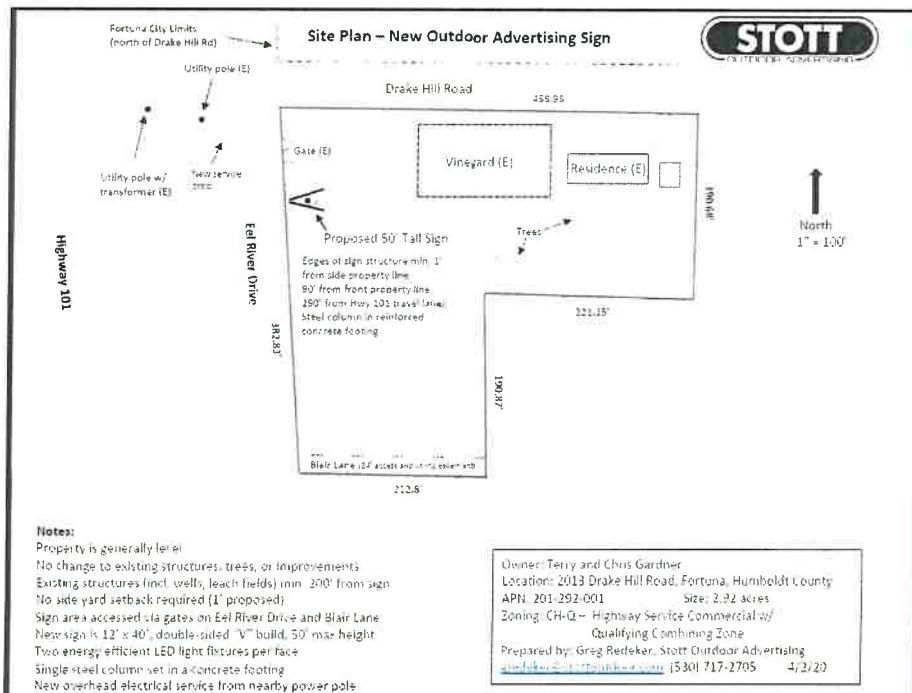 Fortuna City Limits
(north of Drake Hill Rd)
Site Plan – New Outdoor Advertising Sign
STOTT
OUTDOOR ADVERTISING
Utility pole (E)
Drake Hill Road
Gate (E)
Vinegard (E)
Residence (E)
190.68'
Utility pole w/
transformer (E)
New service
Highway 101
Eel River Drive
Proposed 50' Tall Sign
Trees
North
1" = 100'
Edges of sign structure min. 1'
from side property line
90' from front property line
290' from Hwy 101 travel lane
Steel column in reinforced
concrete footing
382.83'
190.87'
Blair Lane
212.8'
Notes:
Property is generally level
No change to existing structures, trees, or improvements
Existing structures (incl. wells, leach fields) min. 200' from sign
No side yard setback required (1' proposed)
Sign area accessed via gates on Eel River Drive and Blair Lane
New sign is 12' x 40', double-sided "V" build, 50' max height
Two energy efficient LED light fixtures per face
Single steel column set in a concrete footing
New overhead electrical service from nearby power pole
Owner: Terry and Chris Gardner
Location: 2013 Drake Hill Road, Fortuna, Humboldt County
APN: 201-292-001 Size: 2.92 acres
Zoning: CH-Q – Highway Service Commercial w/
Qualifying Combining Zone
Prepared by: Greg Redeker, Stott Outdoor Advertising
(530) 717-2705 4/2/20